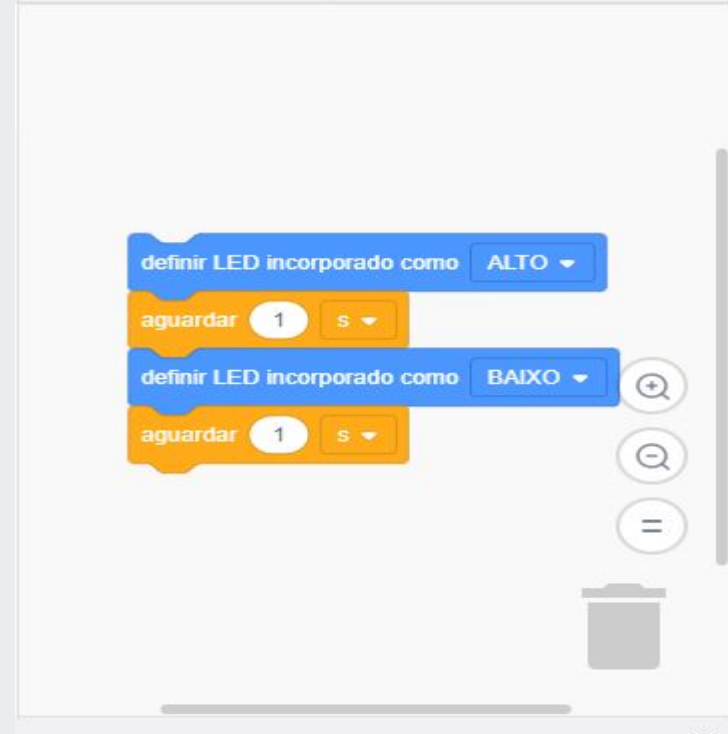 definir LED incorporado como ALTO
aguardar 1 s
definir LED incorporado como BAIXO
aguardar 1 s